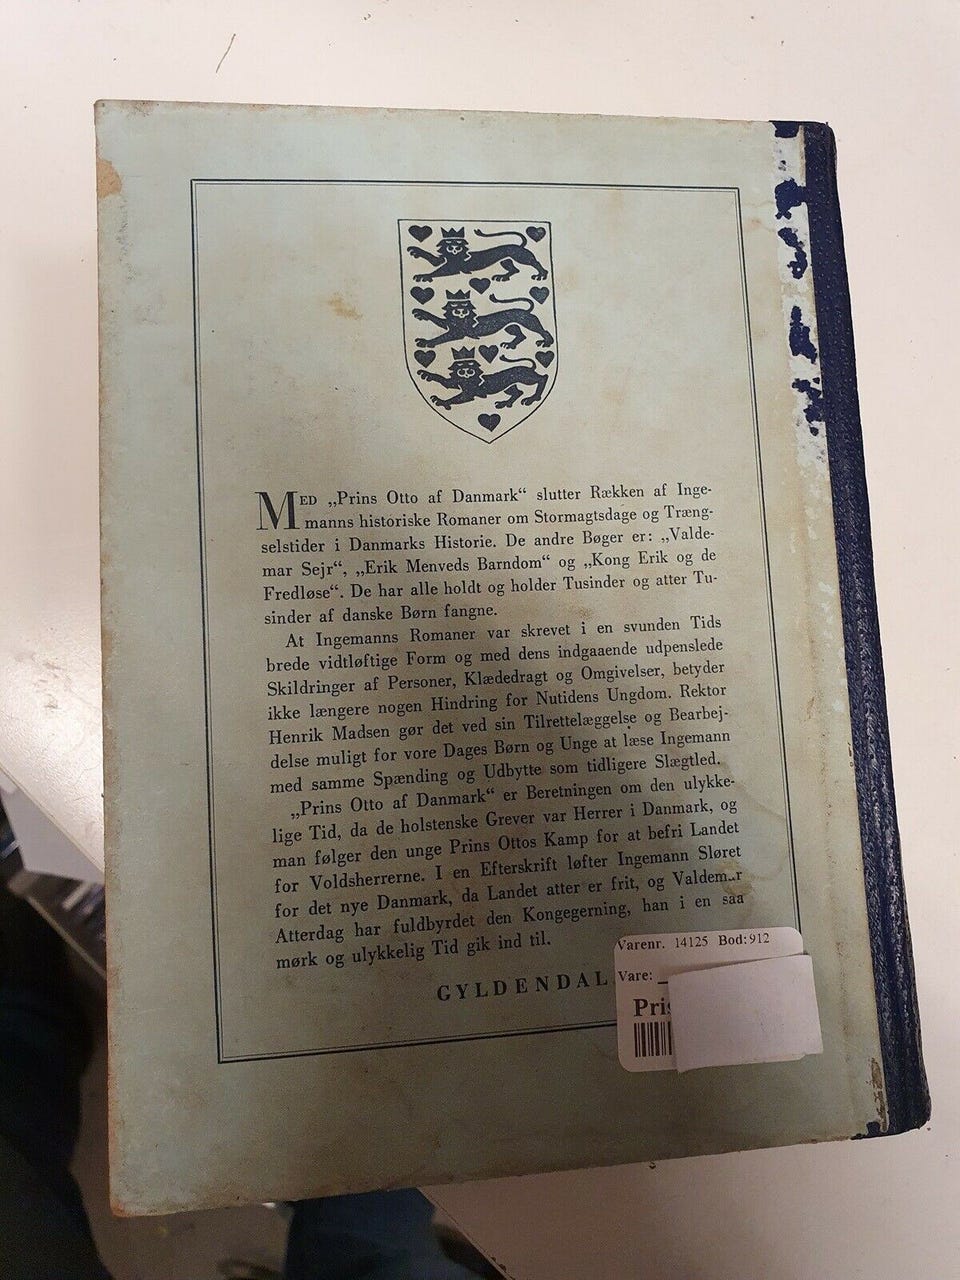 MED „Prins Otto af Danmark“ slutter Rækken af Inge-
manns historiske Romaner om Stormagtsdage og Træng-
selstider i Danmarks Historie. De andre Bøger er: „Valde-
mar Sejr“, „Erik Menveds Barndom“ og „Kong Erik og de
Fredløse“. De har alle holdt og holder Tusinder og atter Tu-
sinder af danske Børn fangne.
At Ingemanns Romaner var skrevet i en svunden Tids
brede vidtløftige Form og med dens indgaaende udpenslede
Skildringer af Personer, Klædedragt og Omgivelser, betyder
ikke længere nogen Hindring for Nutidens Ungdom. Rektor
Henrik Madsen gør det ved sin Tilrettelæggelse og Bearbej-
delse muligt for vore Dages Børn og Unge at læse Ingemann
med samme Spænding og Udbytte som tidligere Slægtled.
„Prins Otto af Danmark“ er Beretningen om den ulykke-
lige Tid, da de holstenske Grever var Herrer i Danmark, og
man følger den unge Prins Ottos Kamp for at befri Landet
for Voldsherrerne. I en Efterskrift løfter Ingemann Sløret
for det nye Danmark, da Landet atter er frit, og Valdemar
Atterdag har fuldbyrdet den Kongegerning, han i en saa
mørk og ulykkelig Tid gik ind til.
GYLDENDAL
Varenr. 14125 Bod: 912
Vare:
Pris